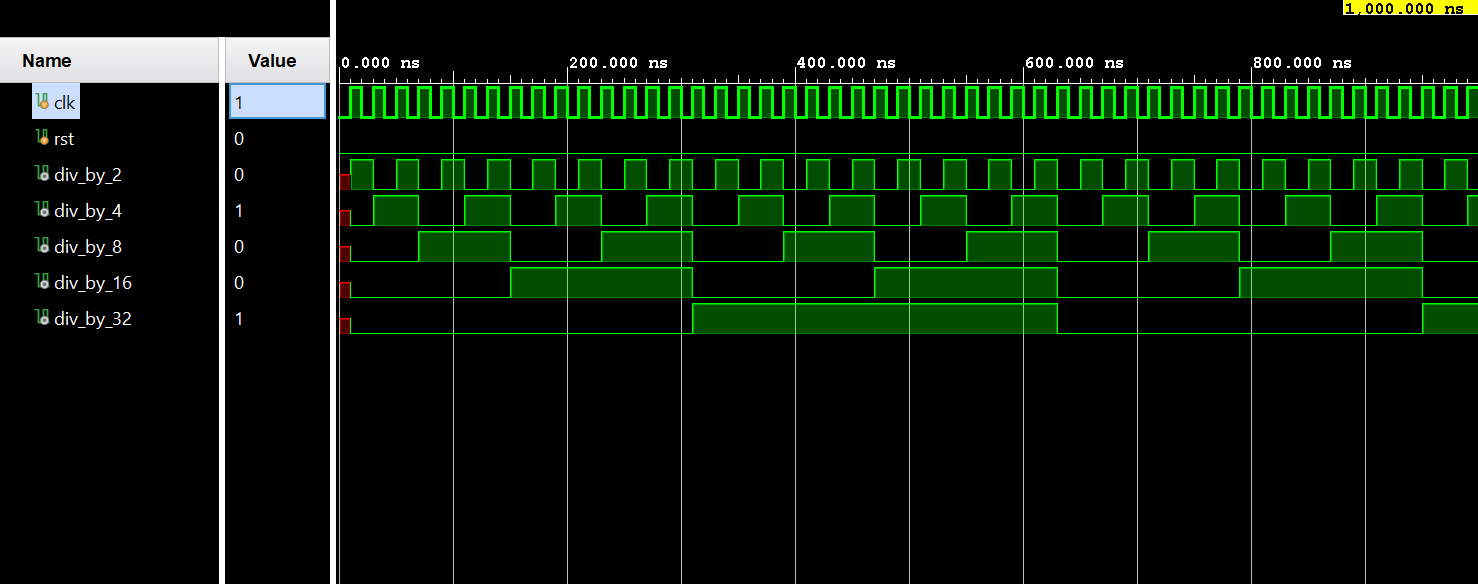 1,000.000 ns
Name Value 0.000 ns 200.000 ns 400.000 ns 600.000 ns 800.000 ns
clk 1
rst 0
div_by_2 0
div_by_4 1
div_by_8 0
div_by_16 0
div_by_32 1